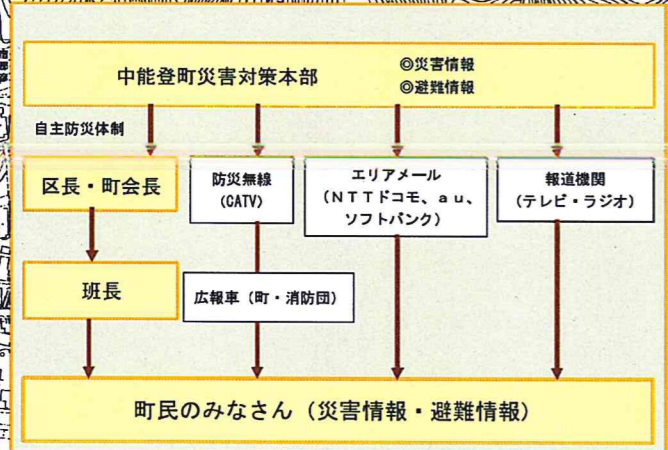 中能登町災害対策本部
◎災害情報
◎避難情報
自主防災体制
区長・町会長
防災無線
(CATV)
エリアメール
(NTTドコモ、au、
ソフトバンク)
報道機関
(テレビ・ラジオ)
班長
広報車(町・消防団)
町民のみなさん(災害情報・避難情報)